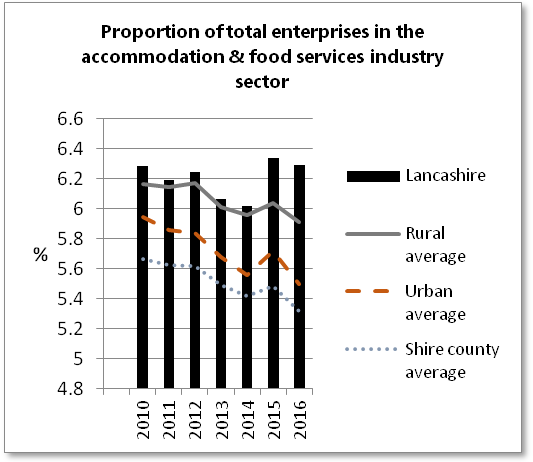 Proportion of total enterprises in the
accommodation & food services industry
sector
6.6
6.4
6.2
6
5.8
5.6
5.4
5.2
5
4.8
%
2010
2011
2012
2013
2014
2015
2016
Lancashire
Rural
average
Urban
average
Shire county
average